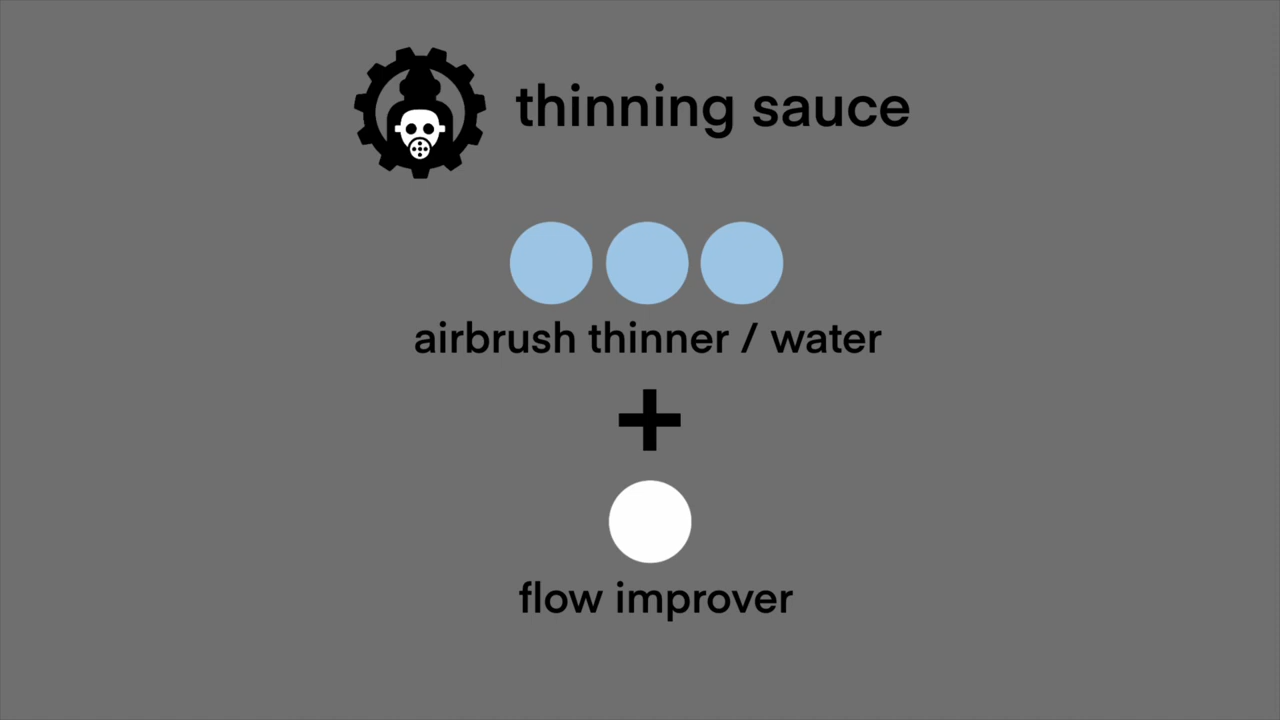 thinning sauce
airbrush thinner / water
+
flow improver